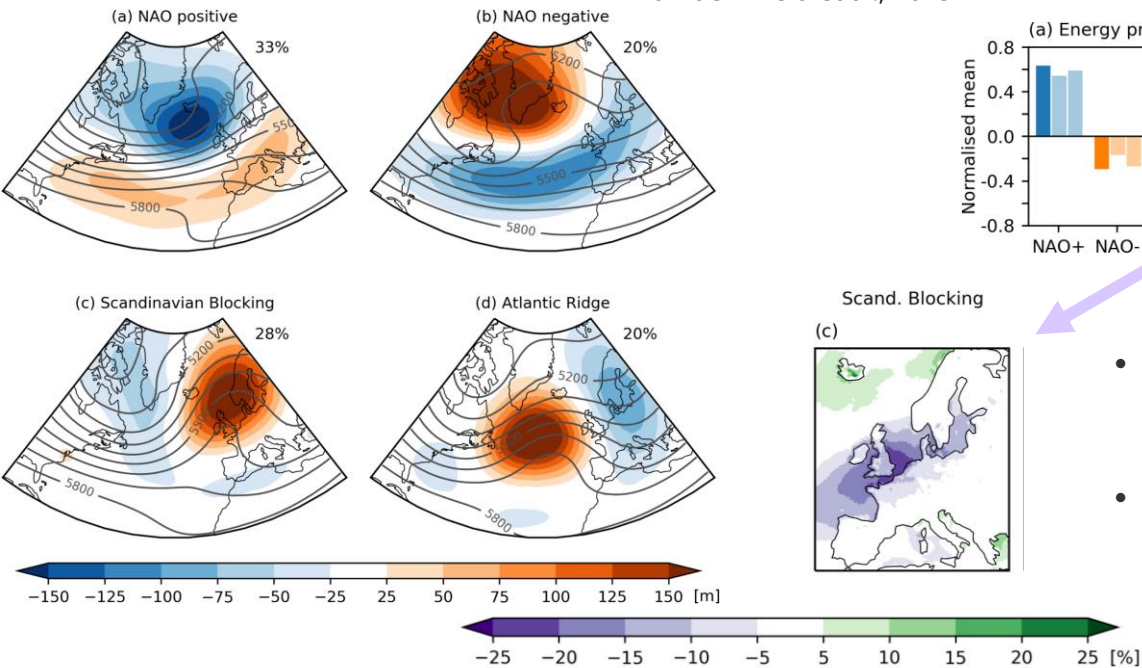 (a) NAO positive
33%
5500
5800
(b) NAO negative
20%
5200
5500
5800
(a) Energy pr
Normalised mean
0.8
0.4
0.0
-0.4
-0.8
NAO+ NAO-
(c) Scandinavian Blocking
28%
5200
5500
5800
(d) Atlantic Ridge
20%
5200
5800
Scand. Blocking
(c)
−150 −125 −100 −75 −50 −25 25 50 75 100 125 150 [m]
−25 −20 −15 −10 −5 5 10 15 20 25 [%]